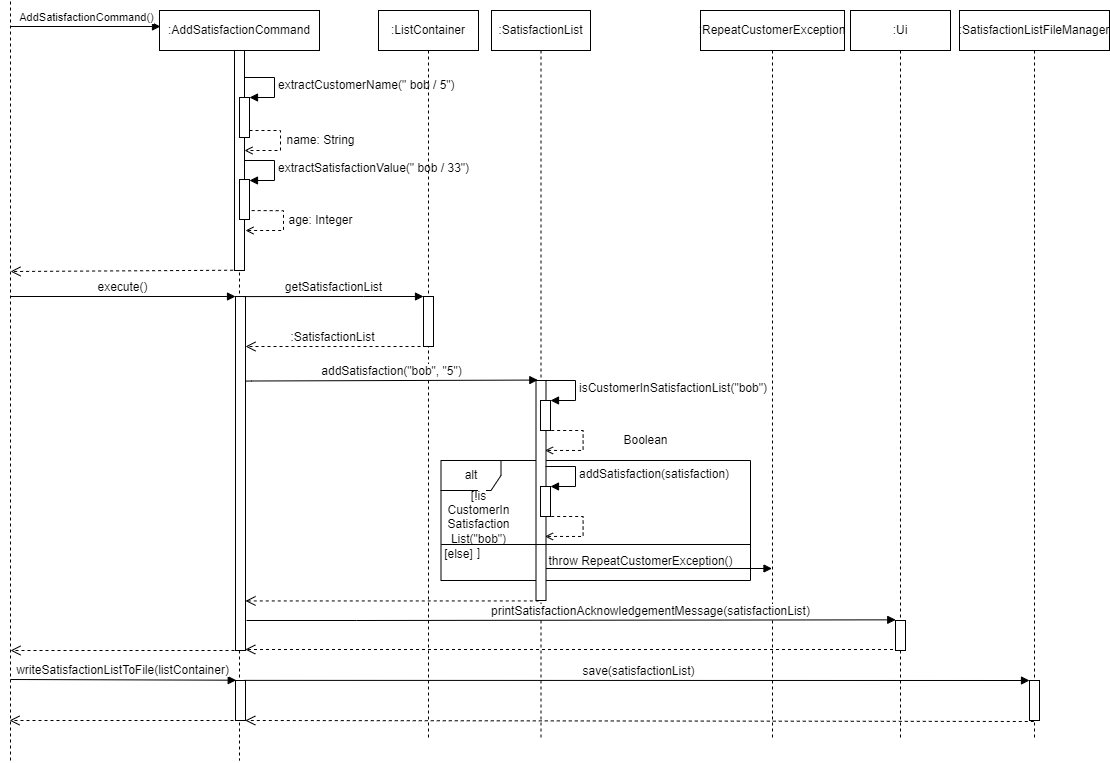 AddSatisfactionCommand()
:AddSatisfactionCommand
:ListContainer
:SatisfactionList
RepeatCustomerException
:Ui
:SatisfactionListFileManager
extractCustomerName(" bob / 5")
name: String
extractSatisfactionValue(" bob / 33")
age: Integer
execute()
getSatisfactionList
:SatisfactionList
addSatisfaction("bob", "5")
isCustomerInSatisfactionList("bob")
Boolean
alt
addSatisfaction(satisfaction)
[!is
CustomerIn
Satisfaction
List("bob")
[else] ]
throw RepeatCustomerException()
printSatisfactionAcknowledgementMessage(satisfactionList)
writeSatisfactionListToFile(listContainer)
save(satisfactionList)